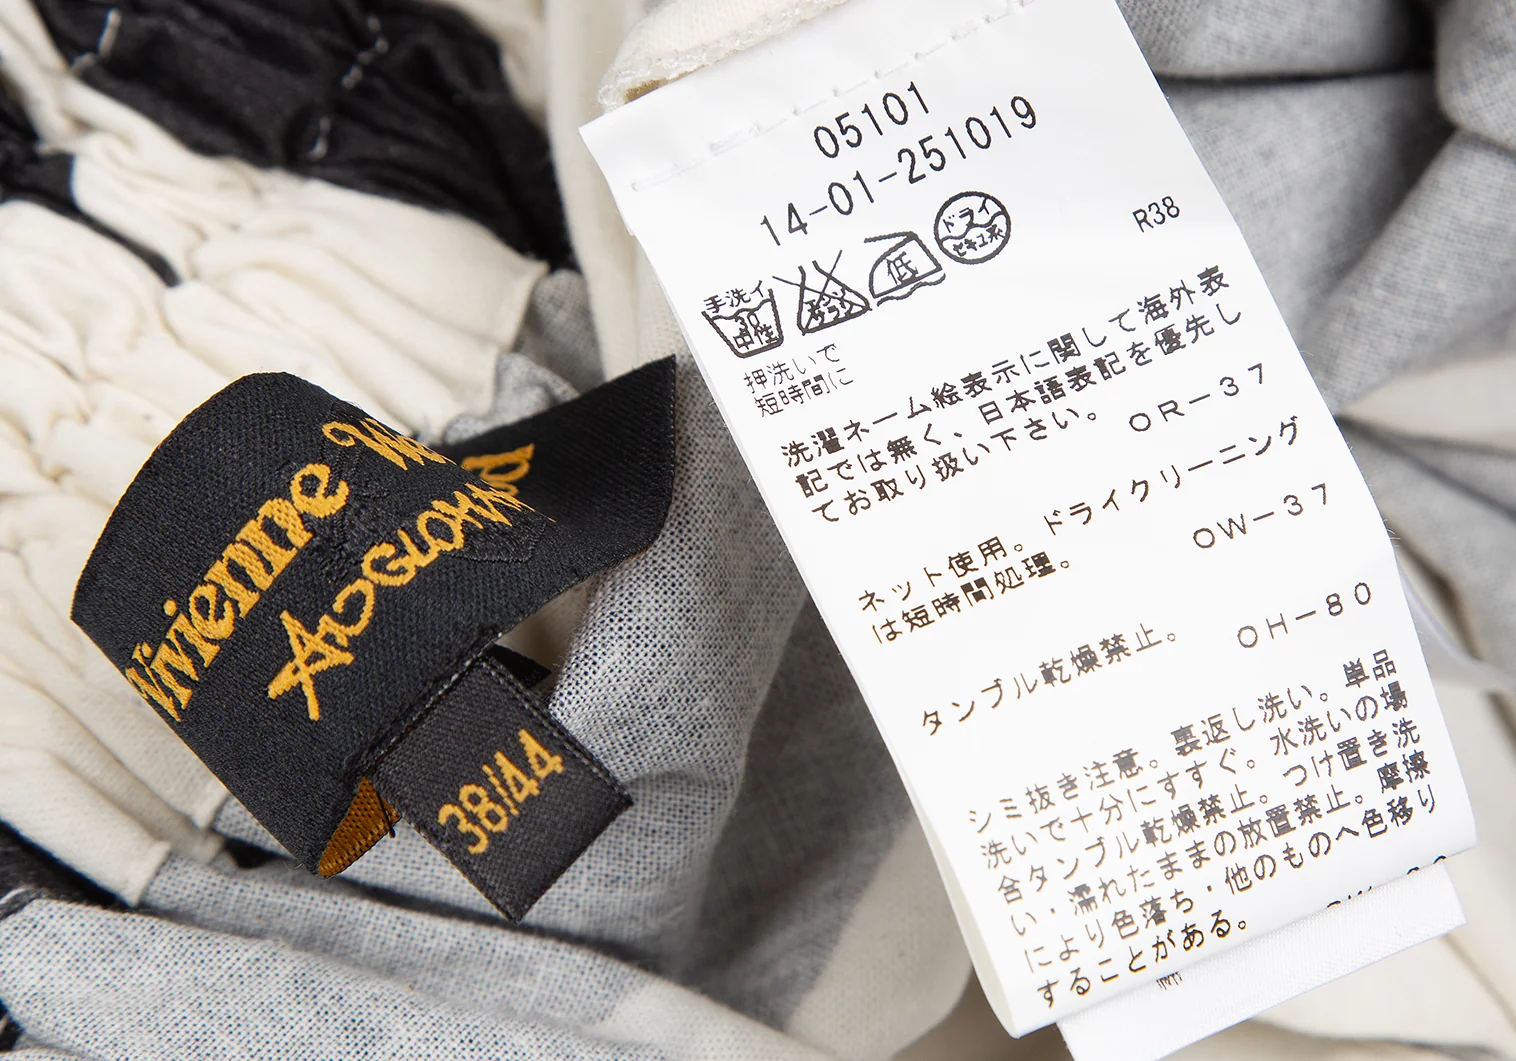 Vivienne We
ANGLOMAN
38/44
05101
14-01-251019
手洗イ
30
中性
低
ドライ
セキユ系
R38
押洗いで
短時間に
洗濯ネーム絵表示に関して海外表
記では無く、日本語表記を優先し
てお取り扱い下さい。 OR-37
ネット使用。ドライクリーニング
は短時間処理。 OW-37
タンブル乾燥禁止。 OH-80
シミ抜き注意。裏返し洗い。単品
洗いで十分にすすぐ。水洗いの場
合タンブル乾燥禁止。つけ置き洗
い・濡れたままの放置禁止。摩擦
により色落ち・他のものへ色移り
することがある。